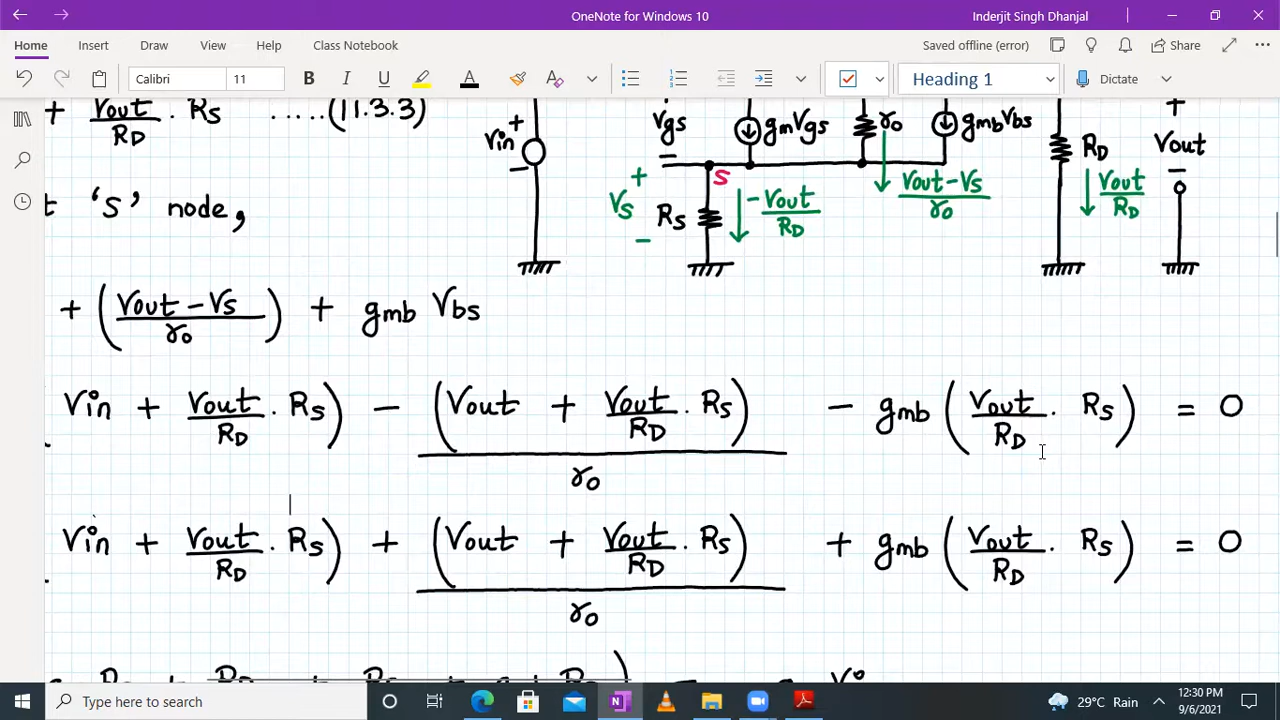 OneNote for Windows 10
Inderjit Singh Dhanjal
Home Insert Draw View Help Class Notebook
Saved offline (error)
Share
Calibri 11 B I U A Heading 1 Dictate
+ Vout/RD . Rs .....(11.3.3)
Vin + −
Vgs −
gmVgs
ro
gmbVbs
RD
+ Vout −
t 'S' node,
S
+ Vs −
Rs
−Vout/RD
Vout−Vs/ro
Vout/RD
+ (Vout −Vs/ro) + gmb Vbs
Vin + Vout/RD . Rs) − (Vout + Vout/RD . Rs)/ro − gmb (Vout/RD . Rs) = 0
Vin + Vout/RD . Rs) + (Vout + Vout/RD . Rs)/ro + gmb (Vout/RD . Rs) = 0
Type here to search
29°C Rain
12:30 PM
9/6/2021